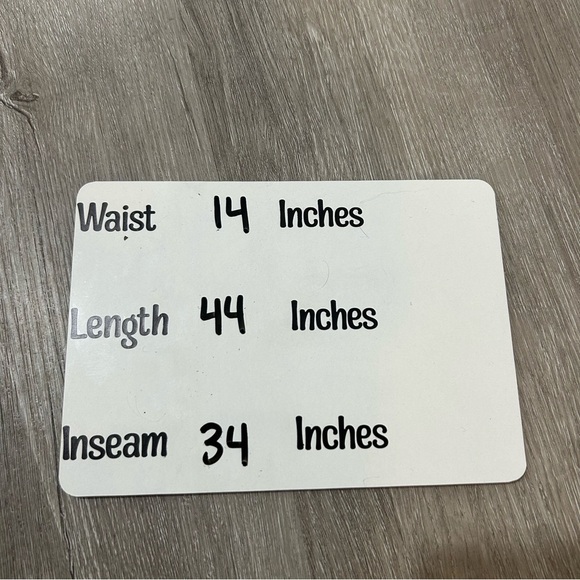 Waist 14 Inches
Length 44 Inches
Inseam 34 Inches